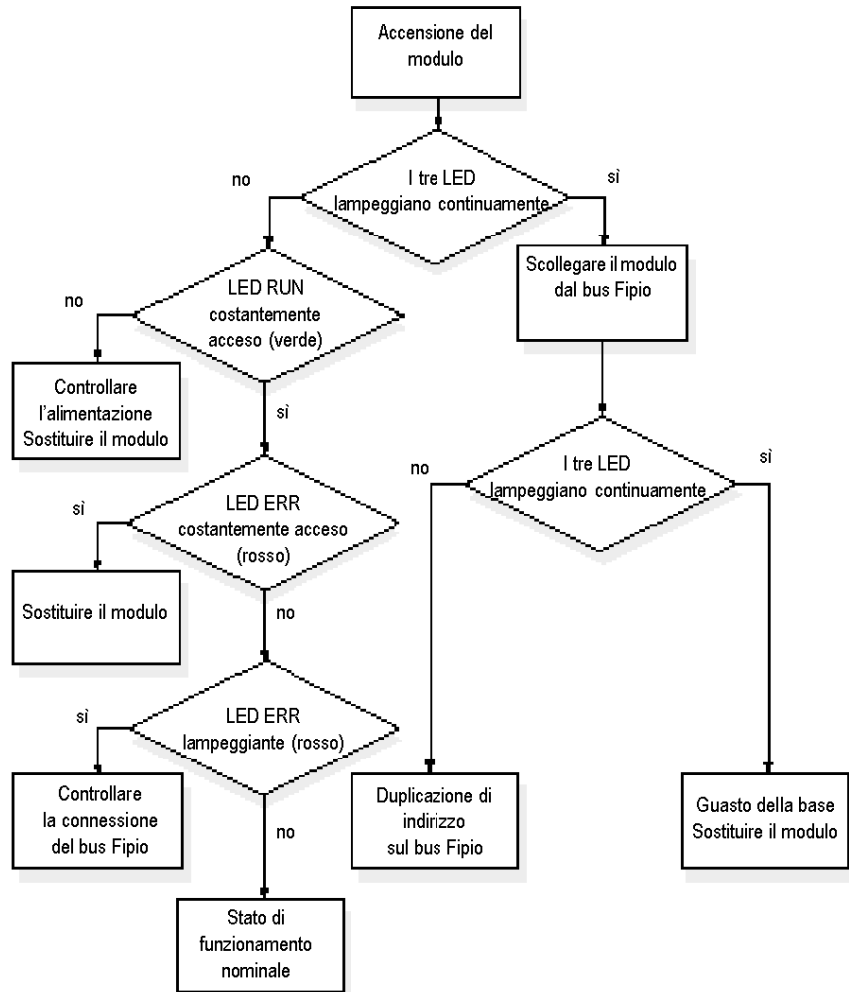 Accensione del
modulo
I tre LED
lampeggiano continuamente
no
sì
LED RUN
costantemente
acceso (verde)
Scollegare il modulo
dal bus Fipio
no
Controllare
l'alimentazione
Sostituire il modulo
sì
I tre LED
lampeggiano continuamente
no
sì
LED ERR
costantemente acceso
(rosso)
sì
Sostituire il modulo
no
LED ERR
lampeggiante (rosso)
sì
Controllare
la connessione
del bus Fipio
Duplicazione di
indirizzo
sul bus Fipio
Guasto della base
Sostituire il modulo
no
Stato di
funzionamento
nominale